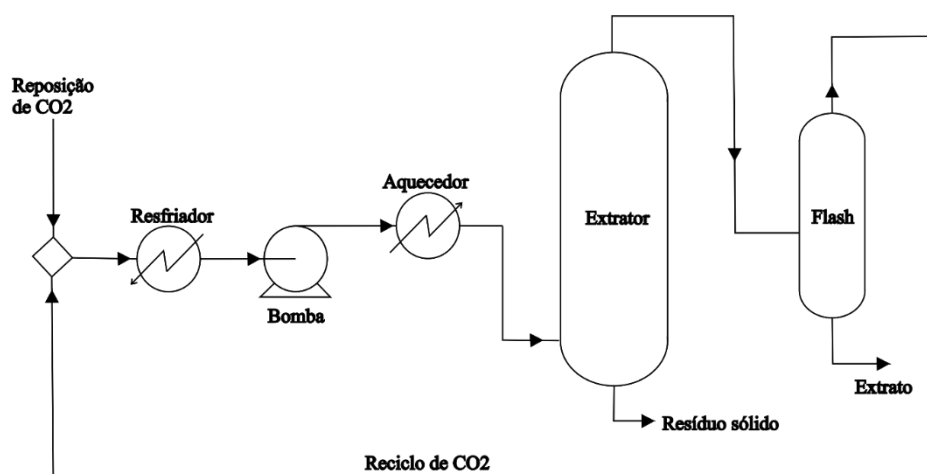 Reposição
de CO2
Resfriador
Bomba
Aquecedor
Extrator
Flash
Extrato
Resíduo sólido
Reciclo de CO2